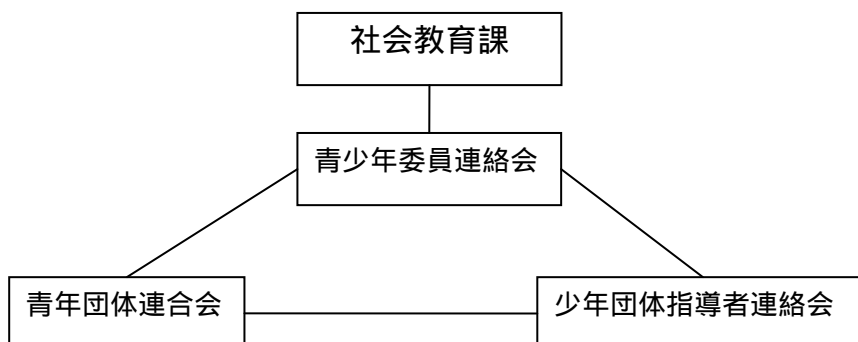 社会教育課
青少年委員連絡会
青年団体連合会
少年団体指導者連絡会